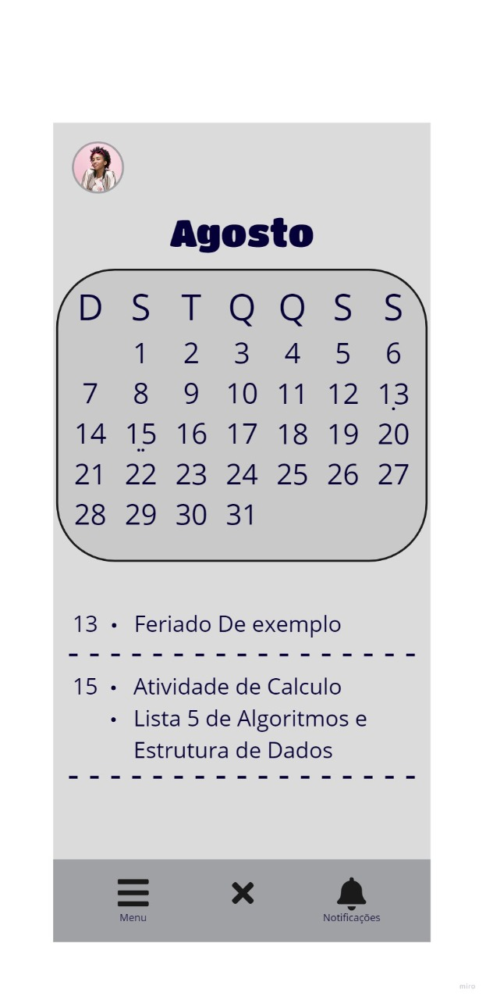 Agosto
D S T Q Q S S
1 2 3 4 5 6
7 8 9 10 11 12 13
14 15 16 17 18 19 20
21 22 23 24 25 26 27
28 29 30 31
13 • Feriado De exemplo
15 • Atividade de Calculo
• Lista 5 de Algoritmos e
Estrutura de Dados
Menu
Notificações
miro